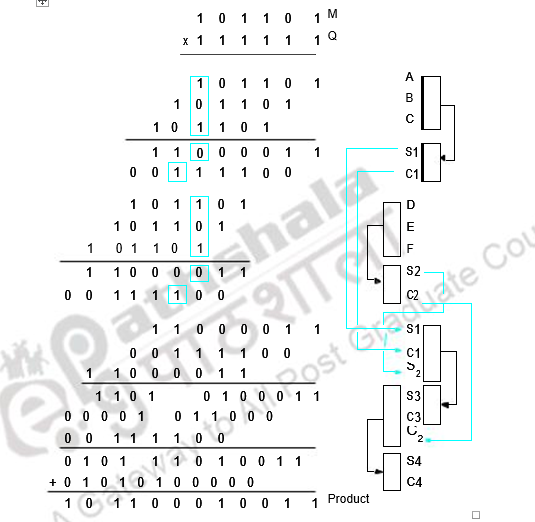 1 0 1 1 0 1 M
x 1 1 1 1 1 1 Q
1 0 1 1 0 1 A
1 0 1 1 0 1 B
1 0 1 1 0 1 C
1 1 0 0 0 0 1 1 S1
0 0 1 1 1 1 0 0 C1
1 0 1 1 0 1 D
1 0 1 1 0 1 E
1 0 1 1 0 1 F
1 1 0 0 0 0 1 1 S2
0 0 1 1 1 1 0 0 C2
1 1 0 0 0 0 1 1 S1
0 0 1 1 1 1 0 0 C1
1 1 0 0 0 0 1 1 S2
1 1 0 1 0 1 0 0 0 1 1 S3
0 0 0 0 1 0 1 1 0 0 0 C3
0 0 1 1 1 1 0 0 C2
0 1 0 1 1 1 0 1 0 0 1 1 S4
+ 0 1 0 1 0 1 0 0 0 0 0 C4
1 0 1 1 0 0 0 1 0 0 1 1 Product
Pathshala
पाठशाला
A Gateway to All Post Graduate Cou